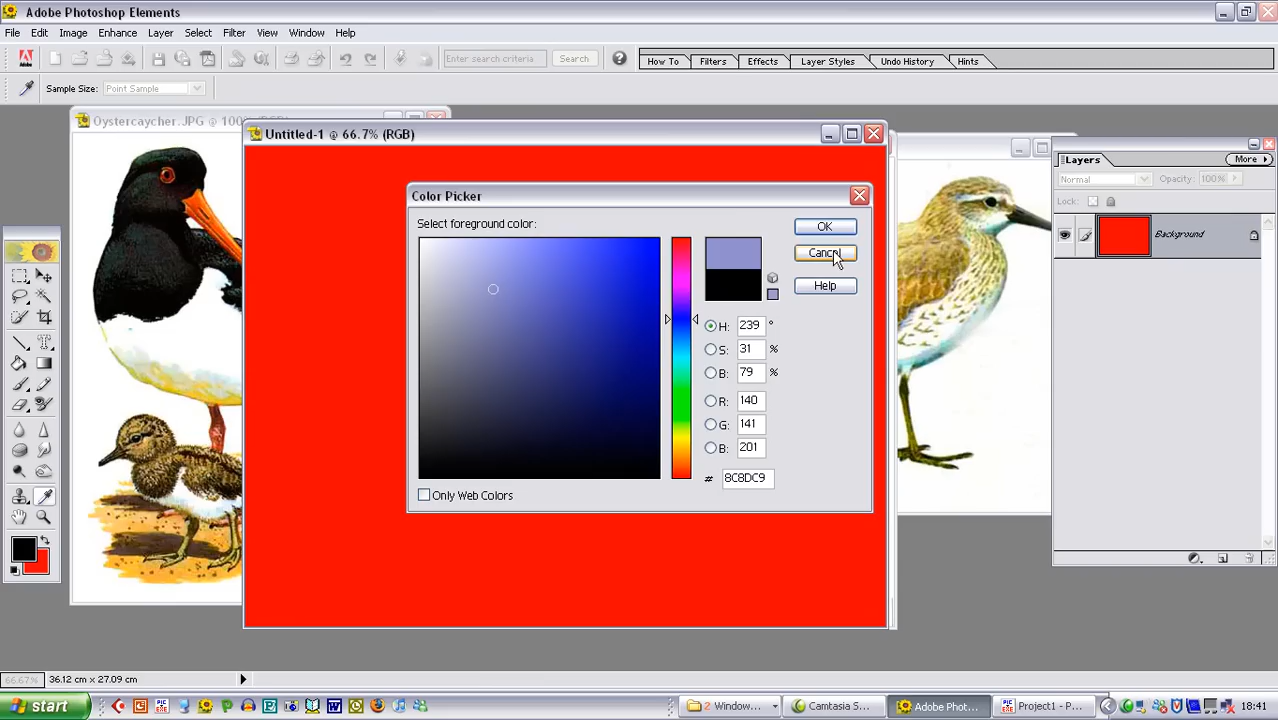 Adobe Photoshop Elements
File Edit Image Enhance Layer Select Filter View Window Help
Enter search criteria Search How To Filters Effects Layer Styles Undo History Hints
Sample Size: Point Sample
Oystercaycher.JPG @ 100
Untitled-1 @ 66.7% (RGB)
Layers More
Normal Opacity: 100%
Lock:
Background
Color Picker
Select foreground color:
OK
Cancel
Help
H: 239 °
S: 31 %
B: 79 %
R: 140
G: 141
B: 201
# 8C8DC9
Only Web Colors
66.67% 36.12 cm x 27.09 cm
start 2 Window... Camtasia S... Adobe Phot... Project1 - P... 18:41